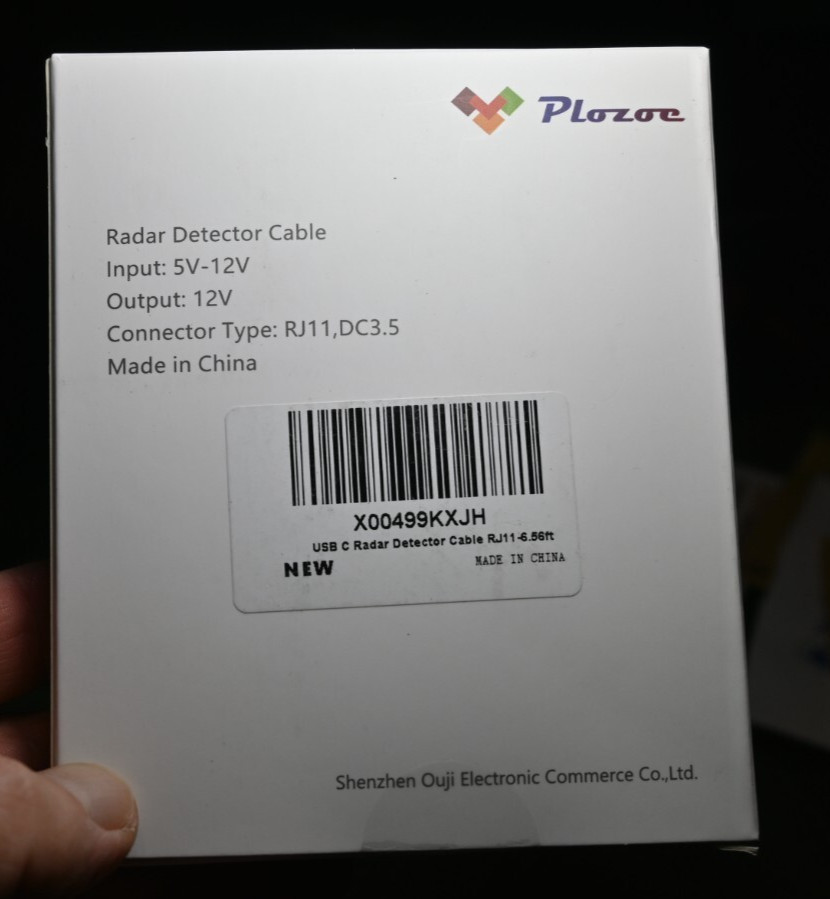 Plozoe
Radar Detector Cable
Input: 5V-12V
Output: 12V
Connector Type: RJ11,DC3.5
Made in China
X00499KXJH
USB C Radar Detector Cable RJ11-6.56ft
NEW
MADE IN CHINA
Shenzhen Ouji Electronic Commerce Co.,Ltd.